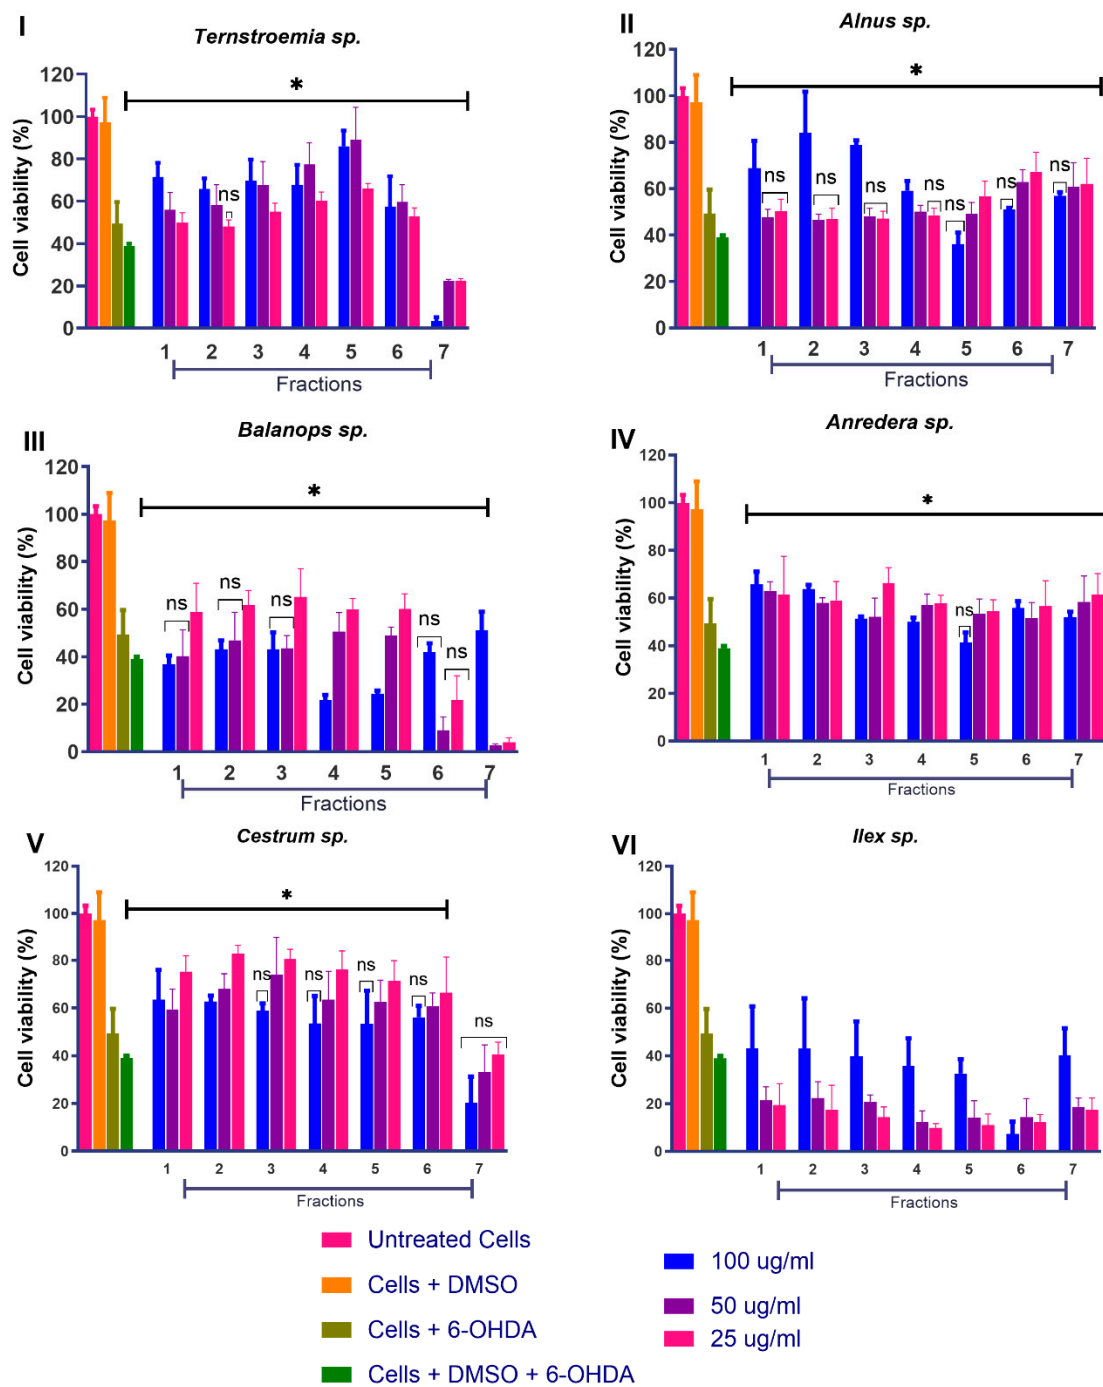 I
Ternstroemia sp.
Cell viability (%)
120
100
80
60
40
20
0
*
ns
1 2 3 4 5 6 7
Fractions
II
Alnus sp.
Cell viability (%)
120
100
80
60
40
20
0
*
ns ns ns ns ns ns ns
1 2 3 4 5 6 7
Fractions
III
Balanops sp.
Cell viability (%)
120
100
80
60
40
20
0
*
ns ns ns ns ns
1 2 3 4 5 6 7
Fractions
IV
Anredera sp.
Cell viability (%)
120
100
80
60
40
20
0
*
ns
1 2 3 4 5 6 7
Fractions
V
Cestrum sp.
Cell viability (%)
120
100
80
60
40
20
0
*
ns ns ns ns ns
1 2 3 4 5 6 7
Fractions
VI
Ilex sp.
Cell viability (%)
120
100
80
60
40
20
0
1 2 3 4 5 6 7
Fractions
Untreated Cells
Cells + DMSO
Cells + 6-OHDA
Cells + DMSO + 6-OHDA
100 ug/ml
50 ug/ml
25 ug/ml